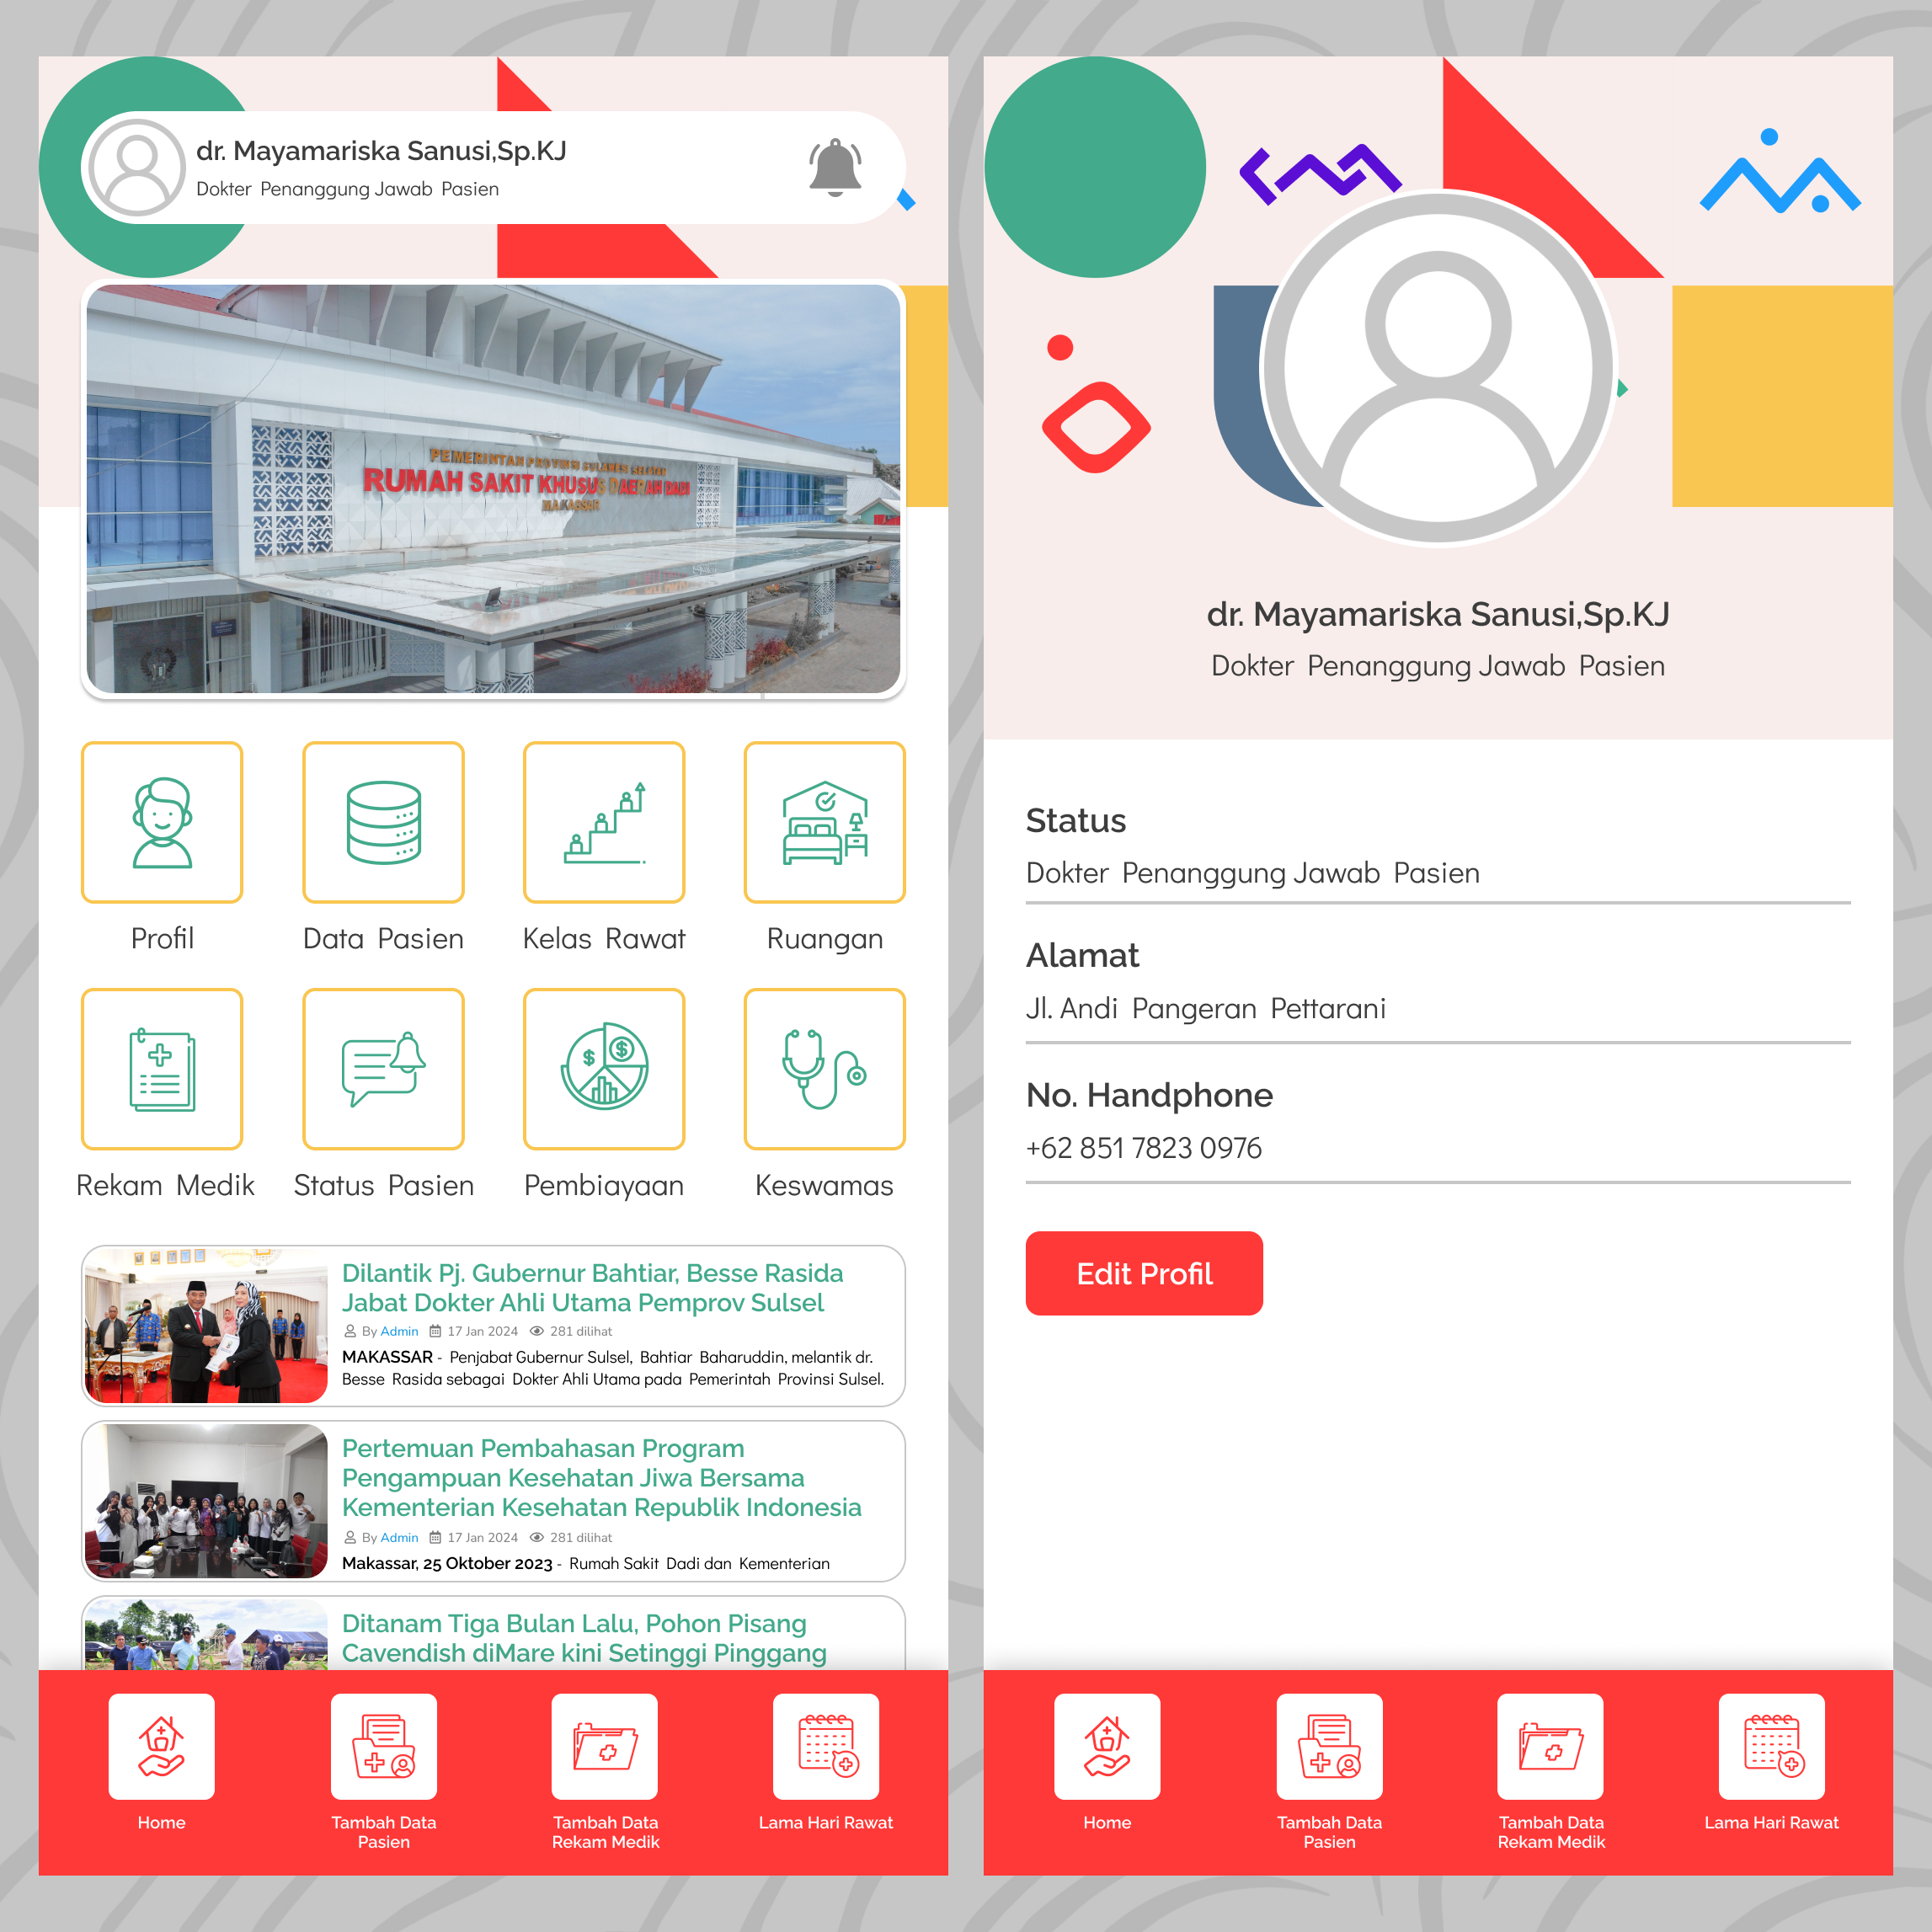 dr. Mayamariska Sanusi,Sp.KJ
Dokter Penanggung Jawab Pasien
PEMERINTAH PROVINSI SULAWESI SELATAN
RUMAH SAKIT KHUSUS DAERAH DADI
MAKASSAR
Profil
Data Pasien
Kelas Rawat
Ruangan
Rekam Medik
Status Pasien
Pembiayaan
Keswamas
Dilantik Pj. Gubernur Bahtiar, Besse Rasida
Jabat Dokter Ahli Utama Pemprov Sulsel
By Admin 17 Jan 2024 281 dilihat
MAKASSAR - Penjabat Gubernur Sulsel, Bahtiar Baharuddin, melantik dr.
Besse Rasida sebagai Dokter Ahli Utama pada Pemerintah Provinsi Sulsel.
Pertemuan Pembahasan Program
Pengampuan Kesehatan Jiwa Bersama
Kementerian Kesehatan Republik Indonesia
By Admin 17 Jan 2024 281 dilihat
Makassar, 25 Oktober 2023 - Rumah Sakit Dadi dan Kementerian
Ditanam Tiga Bulan Lalu, Pohon Pisang
Cavendish diMare kini Setinggi Pinggang
Home
Tambah Data
Pasien
Tambah Data
Rekam Medik
Lama Hari Rawat
dr. Mayamariska Sanusi,Sp.KJ
Dokter Penanggung Jawab Pasien
Status
Dokter Penanggung Jawab Pasien
Alamat
Jl. Andi Pangeran Pettarani
No. Handphone
+62 851 7823 0976
Edit Profil
Home
Tambah Data
Pasien
Tambah Data
Rekam Medik
Lama Hari Rawat